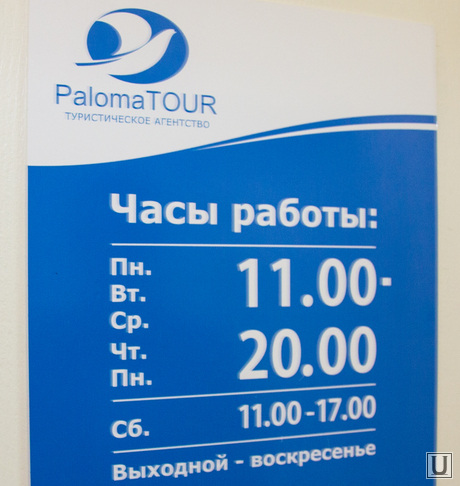 PalomaTOUR
ТУРИСТИЧЕСКОЕ АГЕНТСТВО
Часы работы:
Пн.
Вт.
Ср.
Чт.
Пн.
11.00-
20.00
Сб. 11.00-17.00
Выходной - воскресенье
U